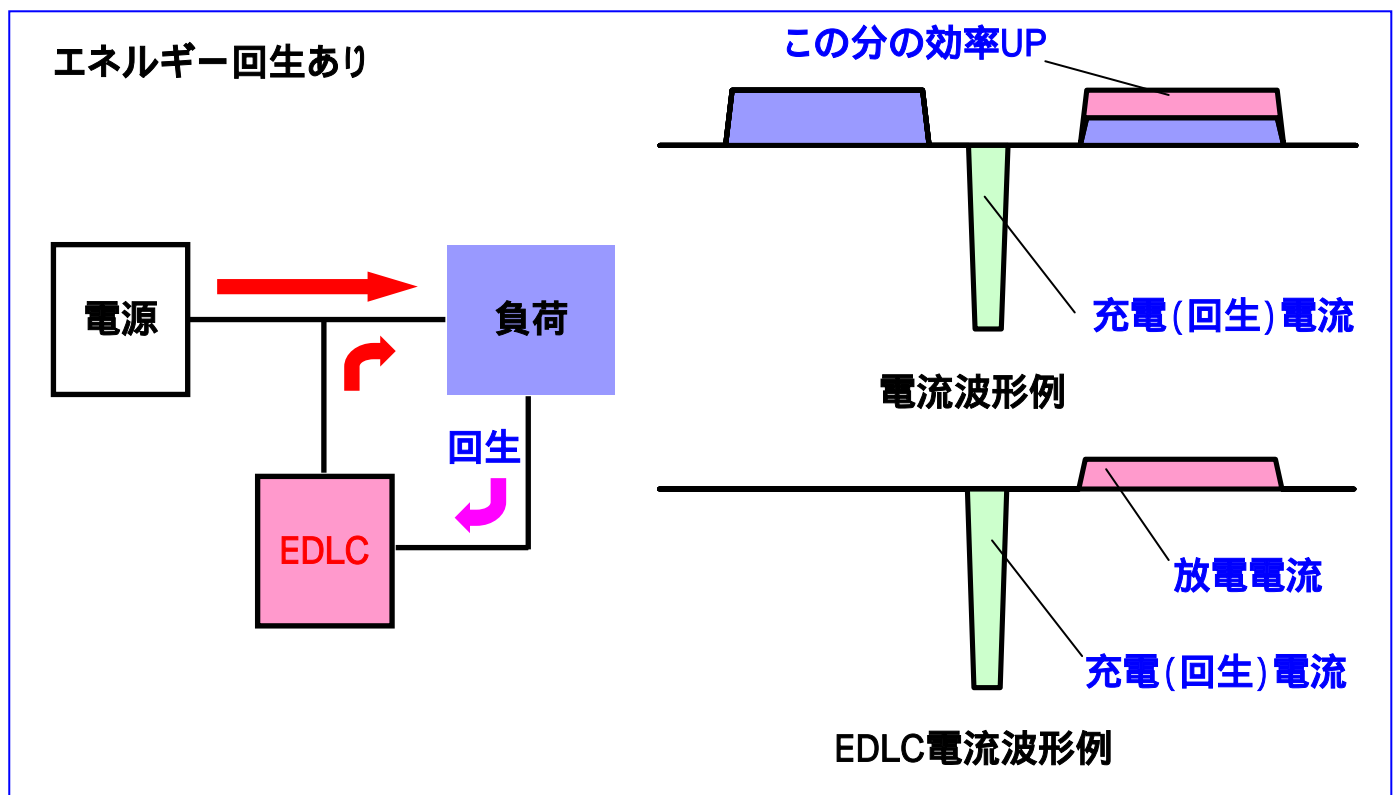 エネルギー回生あり
この分の効率UP
電源
負荷
充電(回生)電流
電流波形例
回生
EDLC
放電電流
充電(回生)電流
EDLC電流波形例